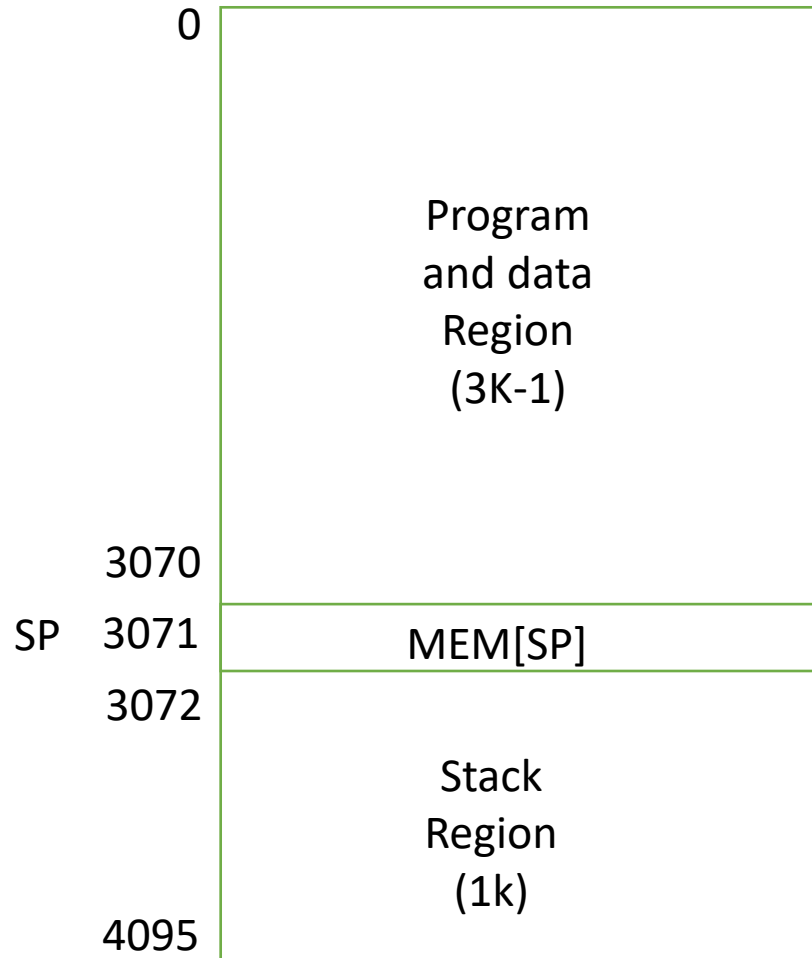 0
Program
and data
Region
(3K-1)
3070
SP 3071 MEM[SP]
3072
Stack
Region
(1k)
4095